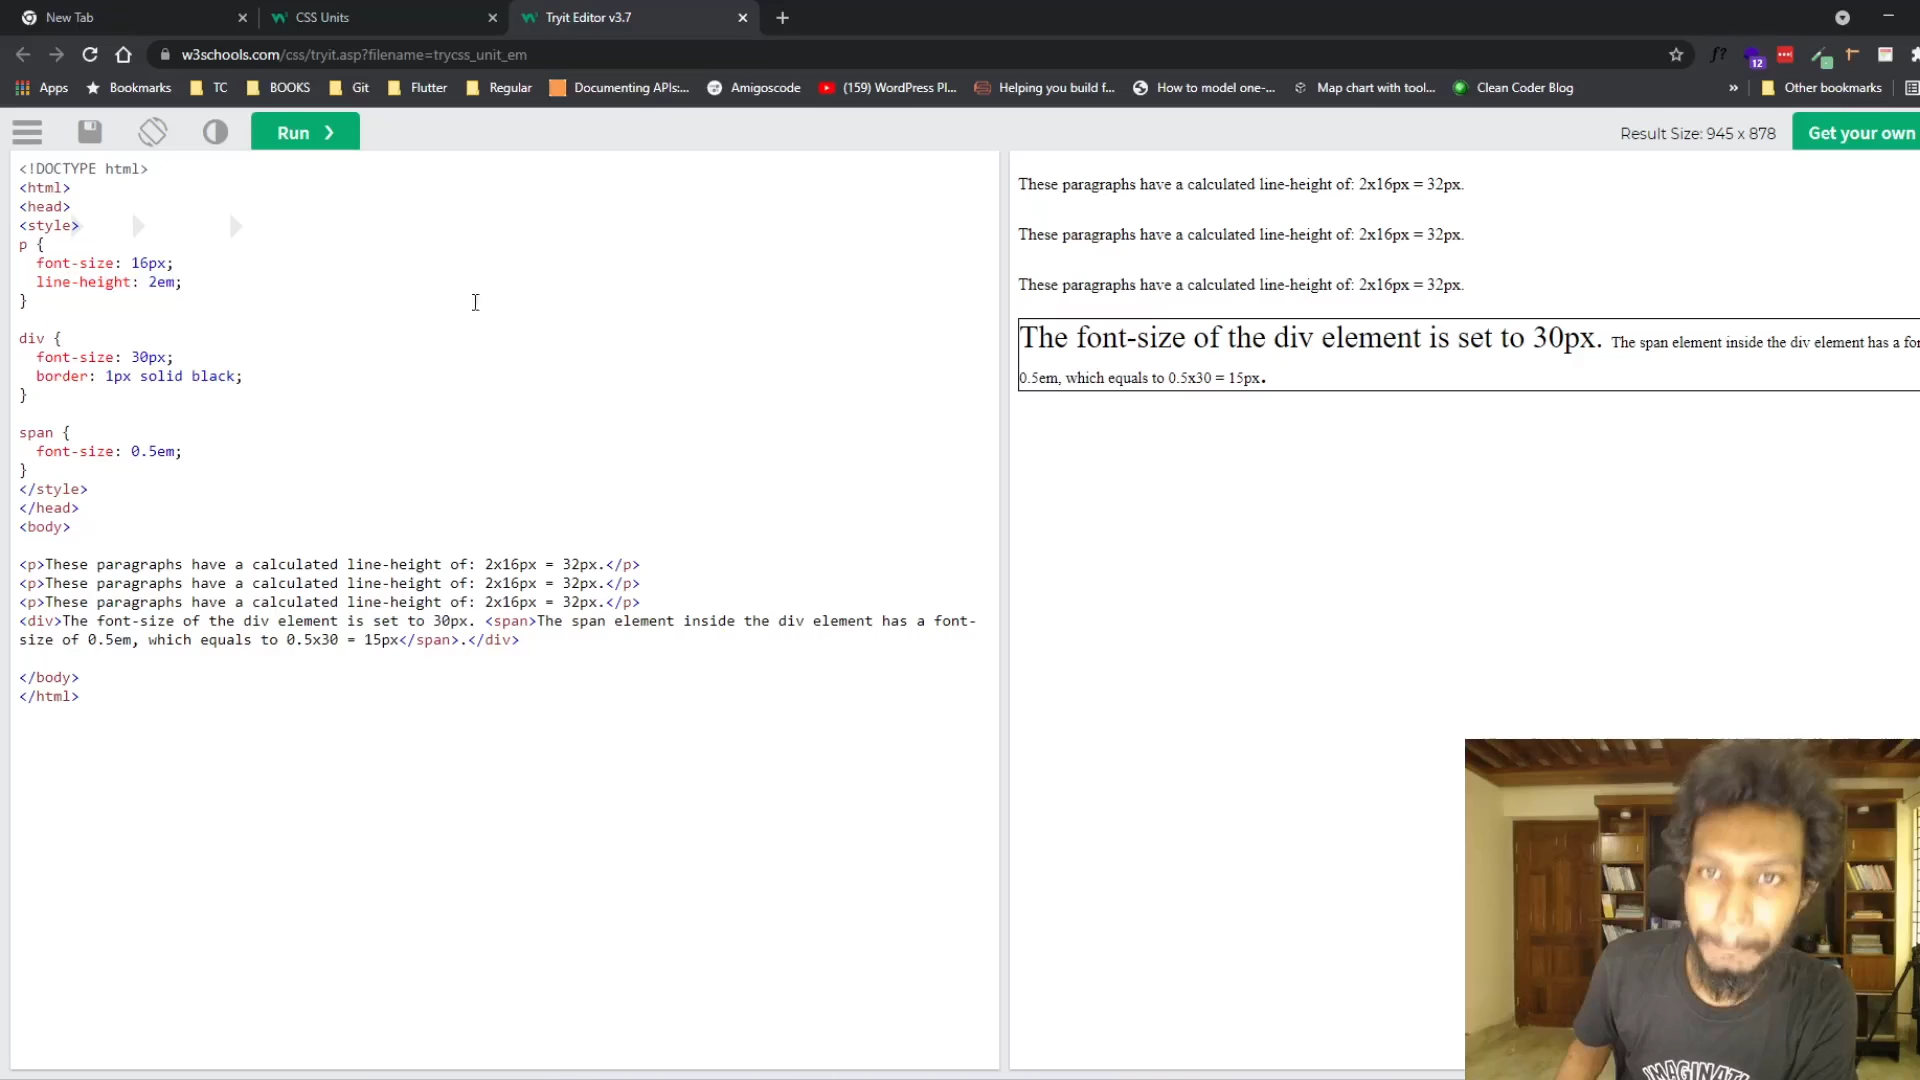 New Tab
CSS Units
Tryit Editor v3.7
w3schools.com/css/tryit.asp?filename=trycss_unit_em
12
Apps
Bookmarks
TC
BOOKS
Git
Flutter
Regular
Documenting APIs:...
Amigoscode
(159) WordPress Pl...
Helping you build f...
How to model one-...
Map chart with tool...
Clean Coder Blog
»
Other bookmarks
Run ❯
Result Size: 945 x 878
Get your own
<!DOCTYPE html>
<html>
<head>
<style>
p {
  font-size: 16px;
  line-height: 2em;
}
div {
  font-size: 30px;
  border: 1px solid black;
}
span {
  font-size: 0.5em;
}
</style>
</head>
<body>
<p>These paragraphs have a calculated line-height of: 2x16px = 32px.</p>
<p>These paragraphs have a calculated line-height of: 2x16px = 32px.</p>
<p>These paragraphs have a calculated line-height of: 2x16px = 32px.</p>
<div>The font-size of the div element is set to 30px. <span>The span element inside the div element has a font-
size of 0.5em, which equals to 0.5x30 = 15px</span>.</div>
</body>
</html>
These paragraphs have a calculated line-height of: 2x16px = 32px.
These paragraphs have a calculated line-height of: 2x16px = 32px.
These paragraphs have a calculated line-height of: 2x16px = 32px.
The font-size of the div element is set to 30px. The span element inside the div element has a fo
0.5em, which equals to 0.5x30 = 15px.